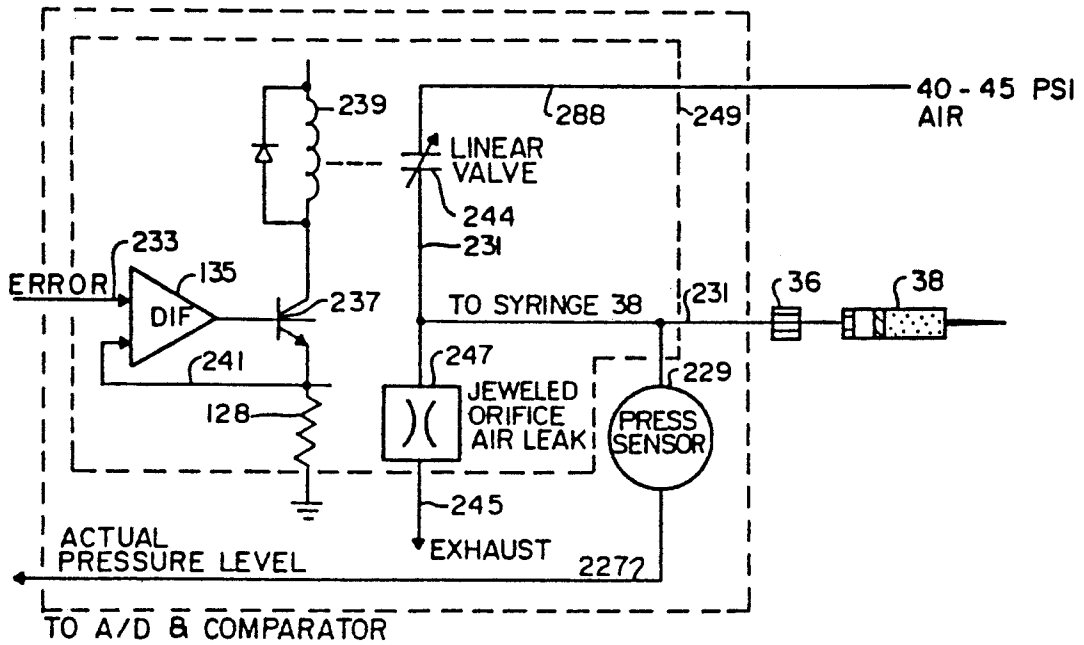 239
288
249
40-45 PSI
AIR
LINEAR
VALVE
244
233
135
231
ERROR
DIF
237
TO SYRINGE 38
231
36
38
241
247
229
128
JEWELED
ORIFICE
AIR LEAK
PRESS
SENSOR
245
ACTUAL
PRESSURE LEVEL
EXHAUST
227
TO A/D & COMPARATOR